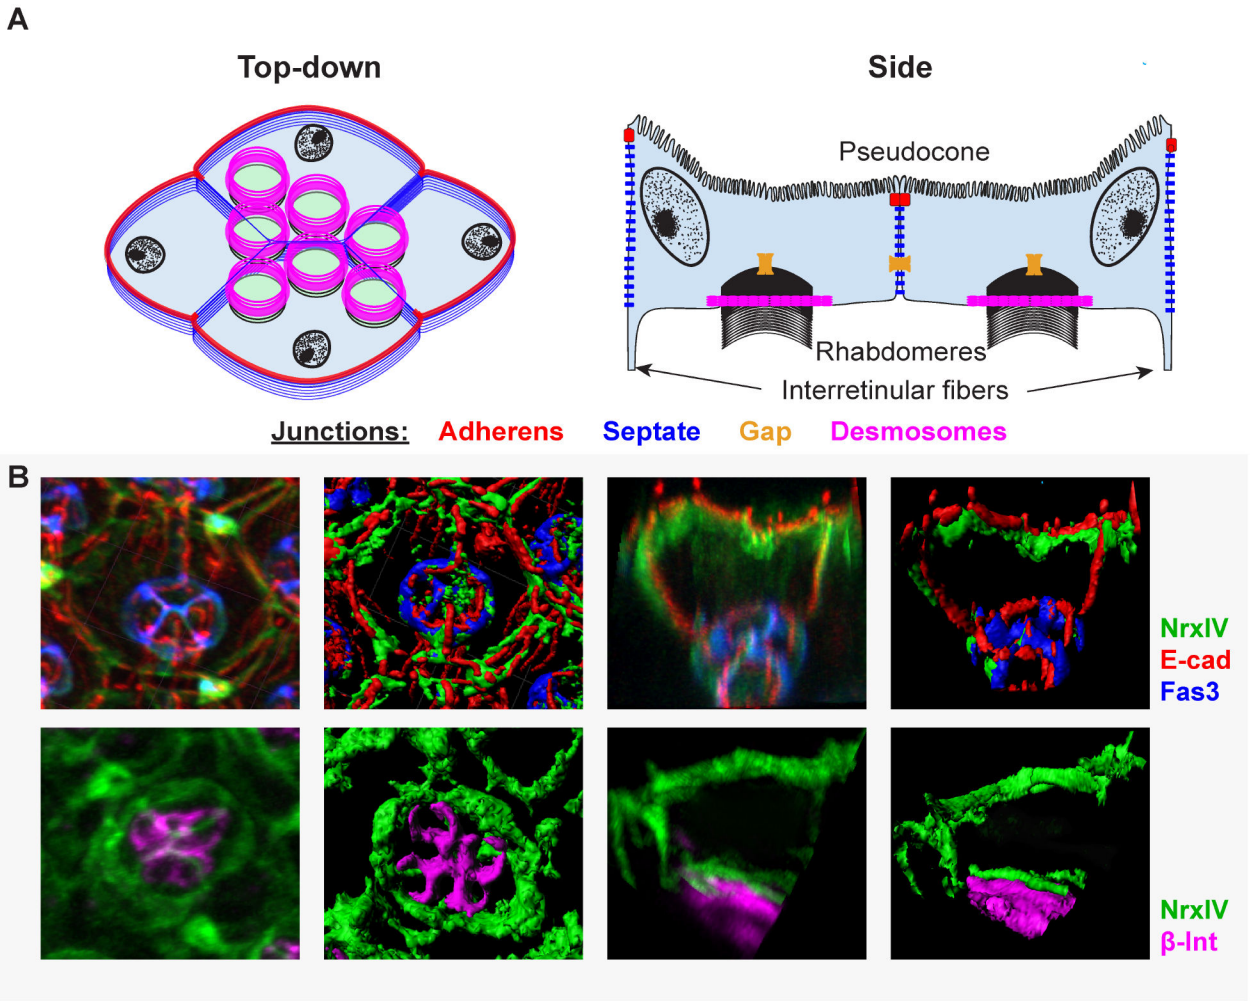 A
Top-down
Side
Pseudocone
Rhabdomeres
Interretinular fibers
Junctions: Adherens Septate Gap Desmosomes
B
NrxIV
E-cad
Fas3
NrxIV
β-Int